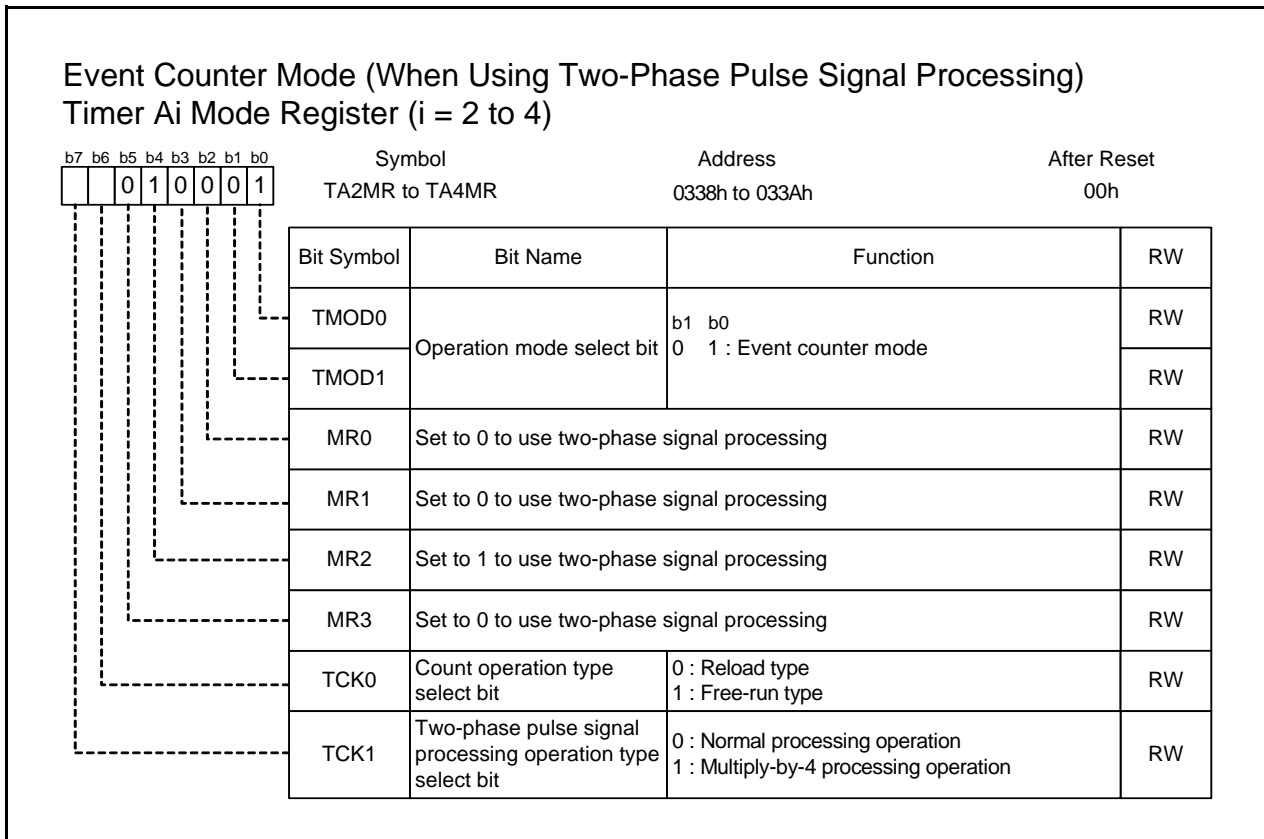 Event Counter Mode (When Using Two-Phase Pulse Signal Processing)
Timer Ai Mode Register (i = 2 to 4)
b7 b6 b5 b4 b3 b2 b1 b0
0 1 0 0 0 1
Symbol Address After Reset
TA2MR to TA4MR 0338h to 033Ah 00h
Bit Symbol Bit Name Function RW
TMOD0 RW
Operation mode select bit
b1 b0
0 1 : Event counter mode
TMOD1 RW
MR0 Set to 0 to use two-phase signal processing RW
MR1 Set to 0 to use two-phase signal processing RW
MR2 Set to 1 to use two-phase signal processing RW
MR3 Set to 0 to use two-phase signal processing RW
TCK0
Count operation type
select bit
0 : Reload type
1 : Free-run type
RW
TCK1
Two-phase pulse signal
processing operation type
select bit
0 : Normal processing operation
1 : Multiply-by-4 processing operation
RW